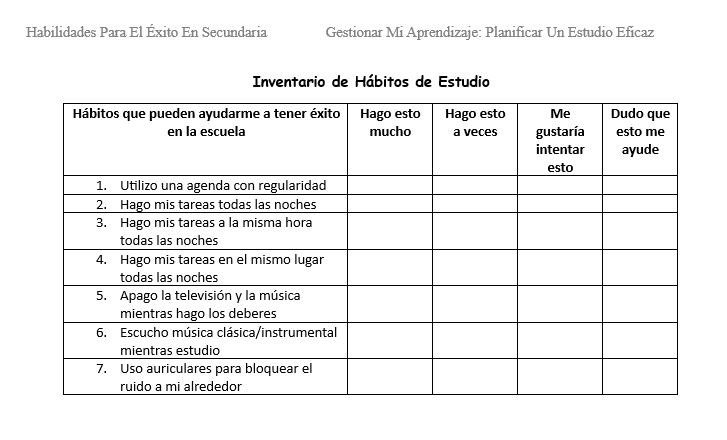 Habilidades Para El Éxito En Secundaria Gestionar Mi Aprendizaje: Planificar Un Estudio Eficaz
Inventario de Hábitos de Estudio
Hábitos que pueden ayudarme a tener éxito
en la escuela
Hago esto
mucho
Hago esto
a veces
Me
gustaría
intentar
esto
Dudo que
esto me
ayude
1. Utilizo una agenda con regularidad
2. Hago mis tareas todas las noches
3. Hago mis tareas a la misma hora
todas las noches
4. Hago mis tareas en el mismo lugar
todas las noches
5. Apago la televisión y la música
mientras hago los deberes
6. Escucho música clásica/instrumental
mientras estudio
7. Uso auriculares para bloquear el
ruido a mi alrededor